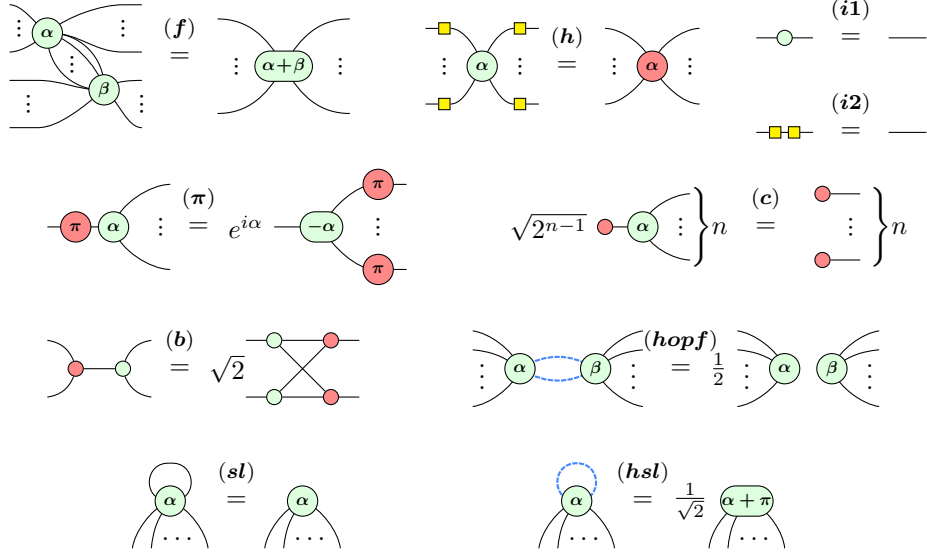 α (f) = α+β
β
(h) = α α
(i1) =
(i2) =
π α (π) = e^{iα} -α π π
√2^{n-1} α } n (c) = } n
(b) = √2
α β (hopf) = 1/2 α β
α (sl) = α
α (hsl) = 1/√2 α + π